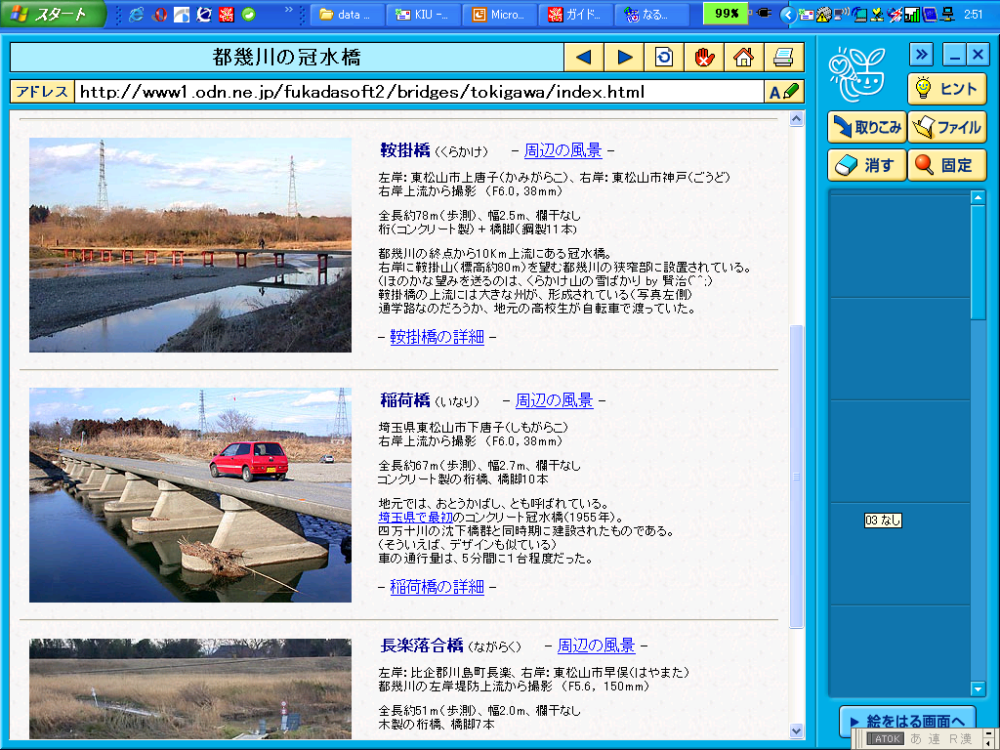 スタート
data ...
KIU -...
Micro...
ガイド...
なる...
99%
2:51
都幾川の冠水橋
アドレス
http://www1.odn.ne.jp/fukadasoft2/bridges/tokigawa/index.html
A
ヒント
取りこみ
ファイル
消す
固定
鞍掛橋 (くらかけ) － 周辺の風景 －
左岸：東松山市上唐子(かみがらこ)、右岸：東松山市神戸(ごうど)
右岸上流から撮影 (F6.0, 38mm)
全長約78m(歩測)、幅2.5m、欄干なし
桁(コンクリート製)＋橋脚(鋼製11本)
都幾川の終点から10Km上流にある冠水橋。
右岸に鞍掛山(標高約80m)を望む都幾川の狭窄部に設置されている。
(ほのかな望みを送るのは、くらかけ山の雪ばかり by 賢治(^^;)
鞍掛橋の上流には大きな州が、形成されている(写真左側)
通学路なのだろうか、地元の高校生が自転車で渡っていた。
－ 鞍掛橋の詳細 －
稲荷橋 (いなり) － 周辺の風景 －
埼玉県東松山市下唐子(しもがらこ)
右岸上流から撮影 (F6.0, 38mm)
全長約67m(歩測)、幅2.7m、欄干なし
コンクリート製の桁橋、橋脚10本
地元では、おとうかばし、とも呼ばれている。
埼玉県で最初のコンクリート冠水橋(1955年)。
四万十川の沈下橋群と同時期に建設されたものである。
(そういえば、デザインも似ている)
車の通行量は、5分間に1台程度だった。
－ 稲荷橋の詳細 －
長楽落合橋 (ながらく) － 周辺の風景 －
左岸：比企郡川島町長楽、右岸：東松山市早俣(はやまた)
都幾川の左岸堤防上流から撮影 (F5.6, 150mm)
全長約51m(歩測)、幅2.0m、欄干なし
木製の桁橋、橋脚7本
03 なし
絵をはる画面へ
ATOK あ 連 R漢